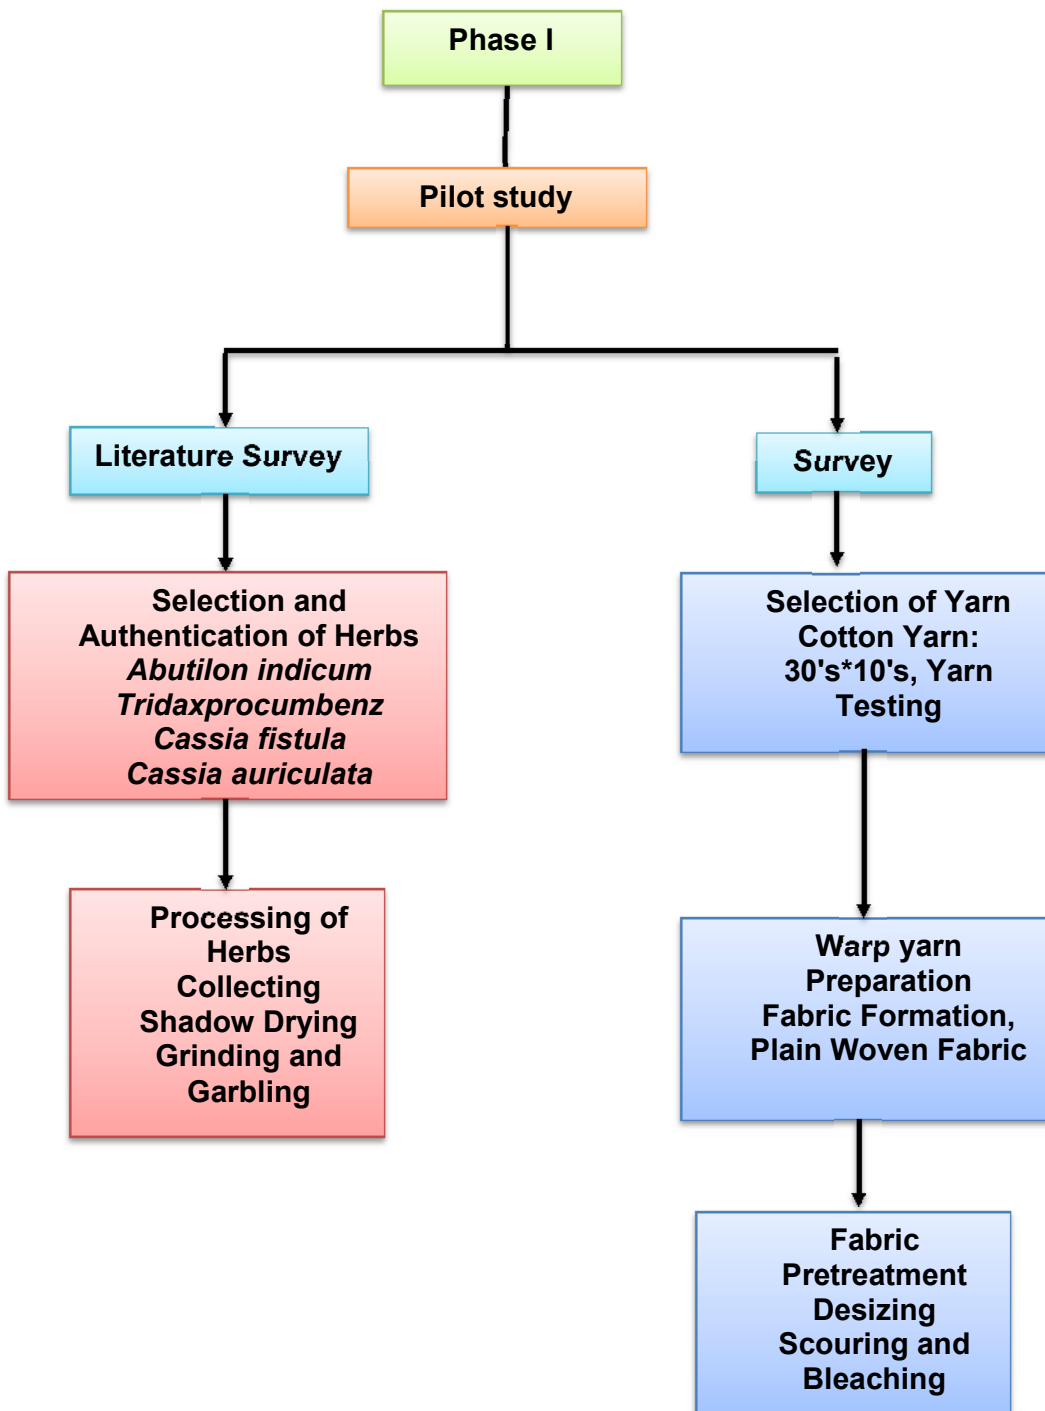 Phase I
Pilot study
Literature Survey
Survey
Selection and
Authentication of Herbs
Abutilon indicum
Tridaxprocumbenz
Cassia fistula
Cassia auriculata
Selection of Yarn
Cotton Yarn:
30's*10's, Yarn
Testing
Processing of
Herbs
Collecting
Shadow Drying
Grinding and
Garbling
Warp yarn
Preparation
Fabric Formation,
Plain Woven Fabric
Fabric
Pretreatment
Desizing
Scouring and
Bleaching